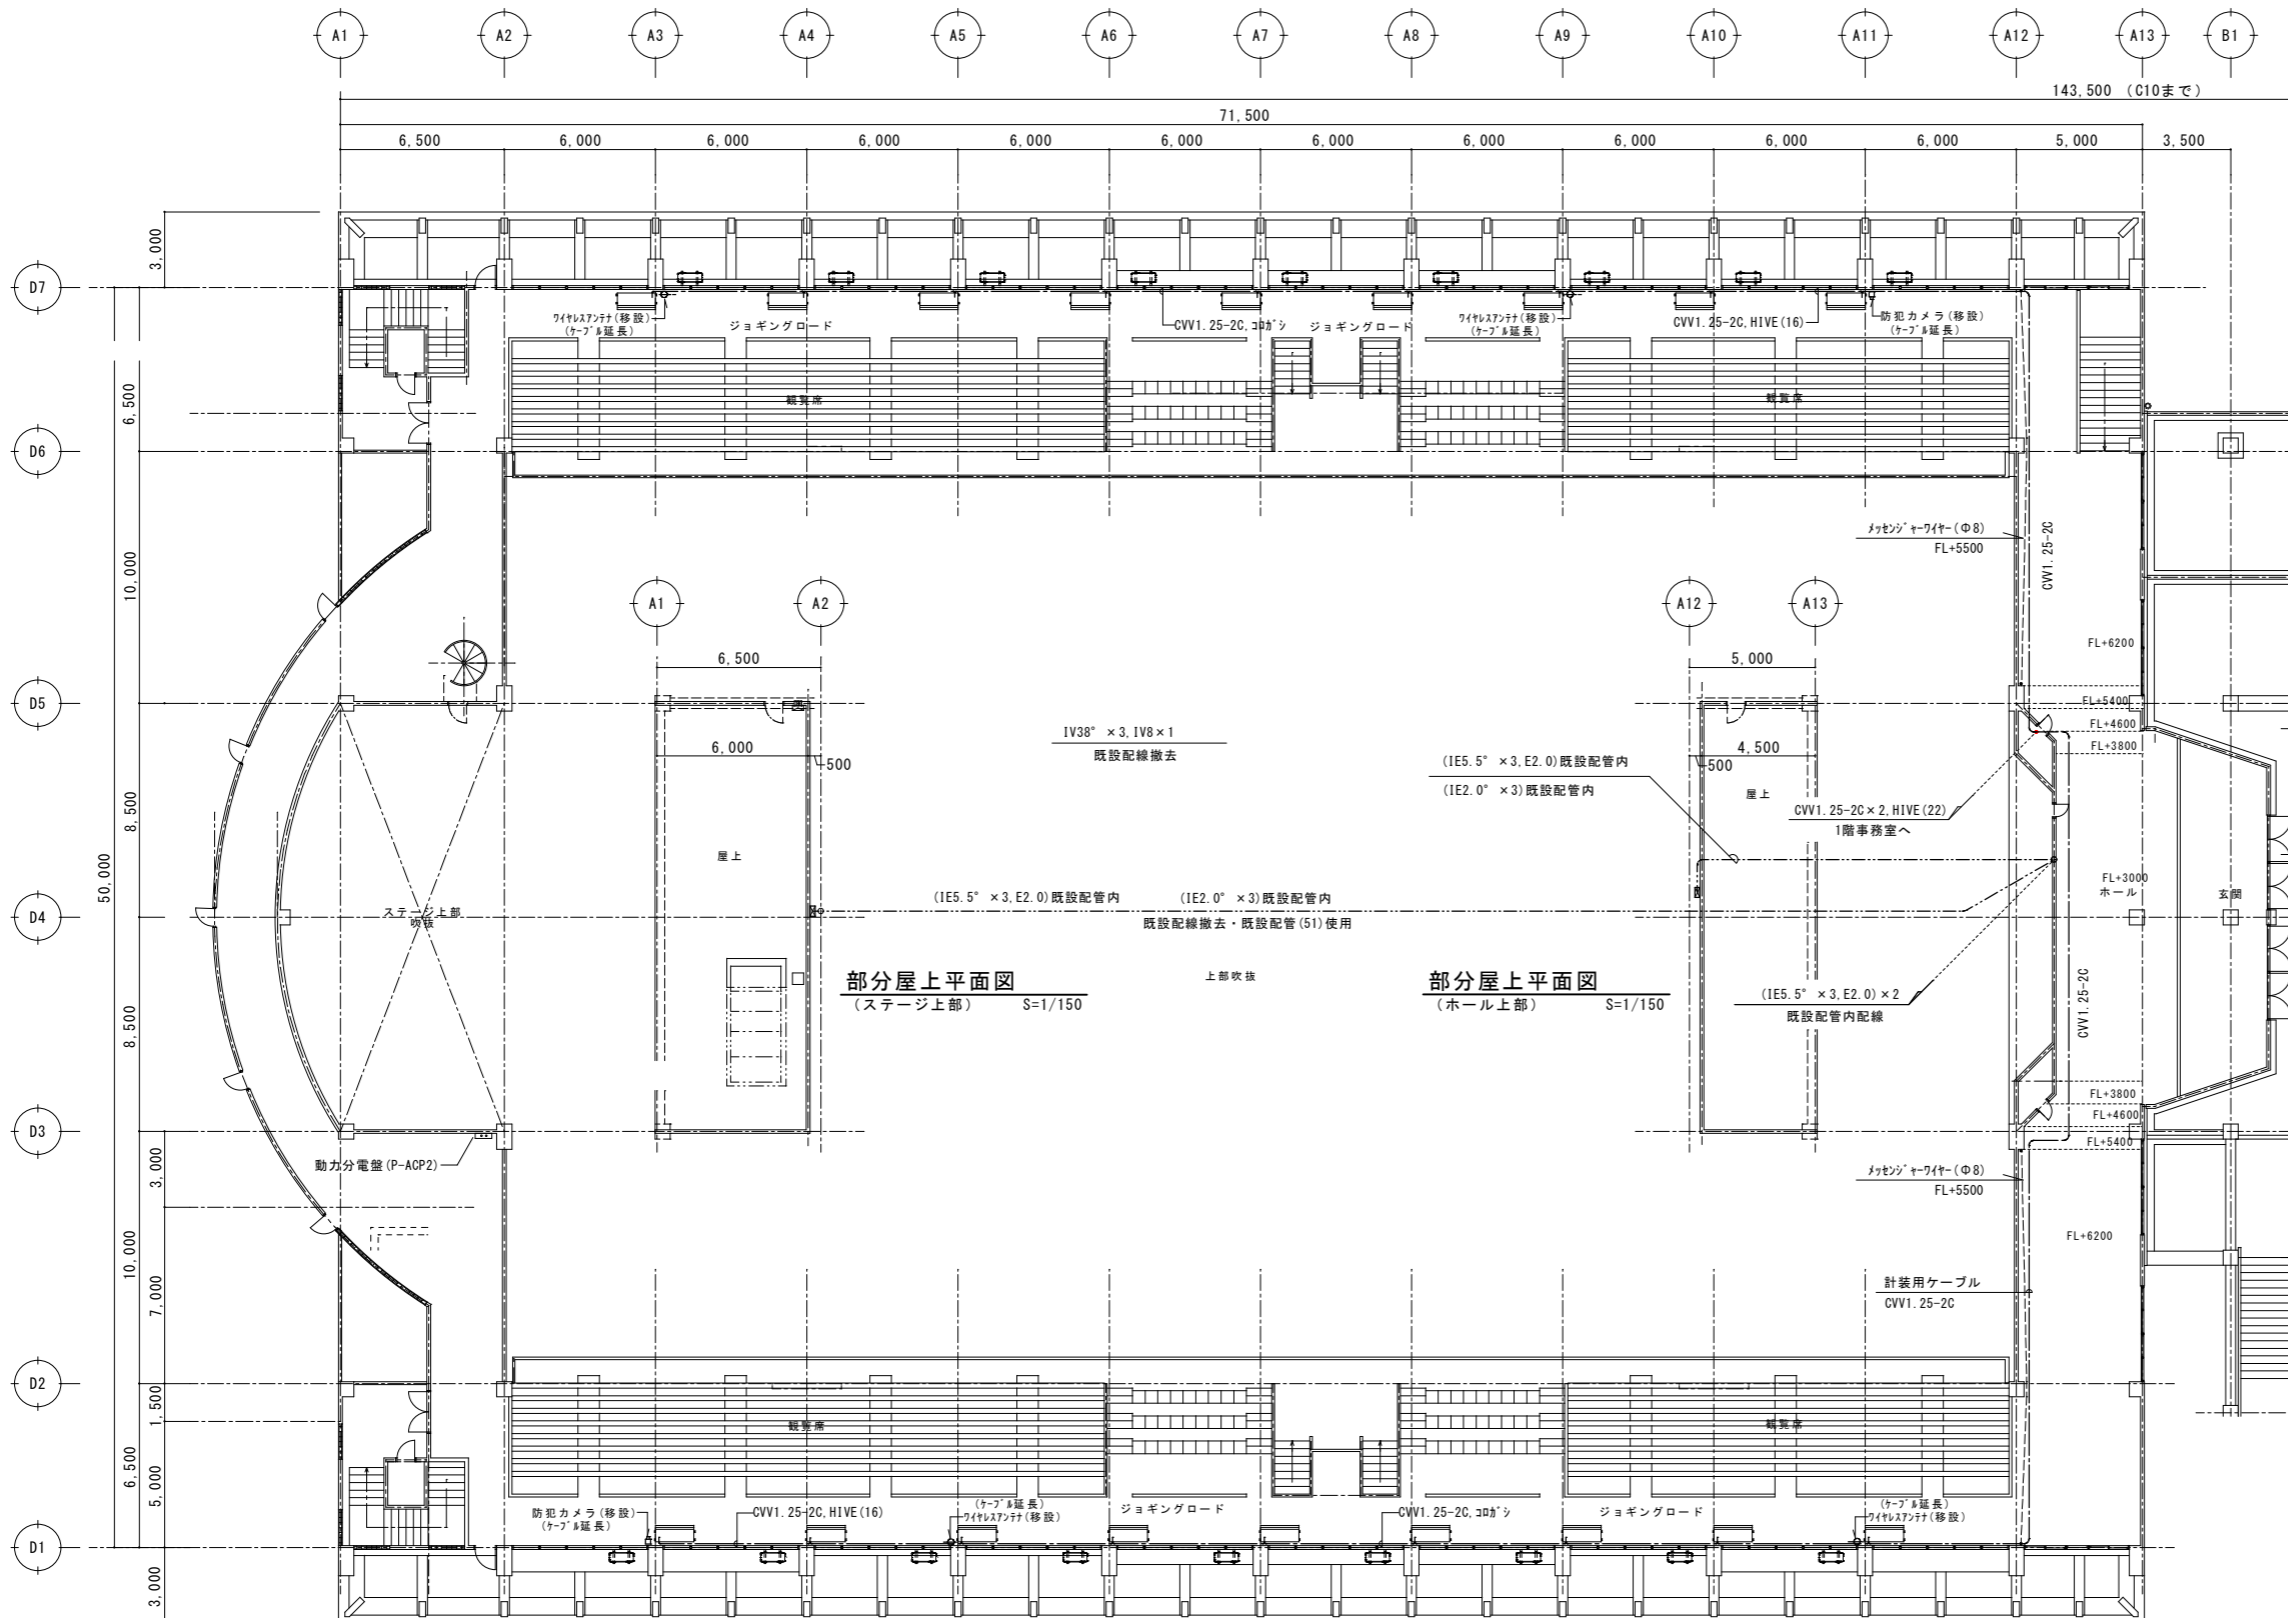 A1 A2 A3 A4 A5 A6 A7 A8 A9 A10 A11 A12 A13 B1
143,500 (C10まで)
71,500
6,500 6,000 6,000 6,000 6,000 6,000 6,000 6,000 6,000 6,000 6,000 5,000 3,500
3,000
D7
ワイヤレスアンテナ(移設)
(ケーブル延長)
ジョギングロード
CVV1.25-2C,コロガシ
ジョギングロード
ワイヤレスアンテナ(移設)
(ケーブル延長)
CVV1.25-2C,HIVE(16)
防犯カメラ(移設)
(ケーブル延長)
6,500
観覧席
観覧席
D6
メッセンジャーワイヤー(Φ8)
FL+5500
CVV1.25-2C
10,000
A1 A2
A12 A13
6,500
5,000
FL+6200
D5
FL+5400
FL+4600
FL+3800
IV38°×3,IV8×1
既設配線撤去
6,000
500
4,500
500
(IE5.5°×3,E2.0)既設配管内
(IE2.0°×3)既設配管内
屋上
CVV1.25-2C×2,HIVE(22)
1階事務室へ
8,500
屋上
50,000
FL+3000
ホール
玄関
(IE5.5°×3,E2.0)既設配管内
(IE2.0°×3)既設配管内
既設配線撤去・既設配管(51)使用
D4
ステージ上部
吹抜
上部吹抜
部分屋上平面図
(ステージ上部) S=1/150
部分屋上平面図
(ホール上部) S=1/150
(IE5.5°×3,E2.0)×2
既設配管内配線
CVV1.25-2C
8,500
FL+3800
FL+4600
FL+5400
D3
動力分電盤(P-ACP2)
3,000
メッセンジャーワイヤー(Φ8)
FL+5500
FL+6200
10,000
7,000
計装用ケーブル
CVV1.25-2C
D2
1,500
観覧席
観覧席
6,500
5,000
防犯カメラ(移設)
(ケーブル延長)
CVV1.25-2C,HIVE(16)
(ケーブル延長)
ワイヤレスアンテナ(移設)
ジョギングロード
CVV1.25-2C,コロガシ
ジョギングロード
(ケーブル延長)
ワイヤレスアンテナ(移設)
D1
3,000